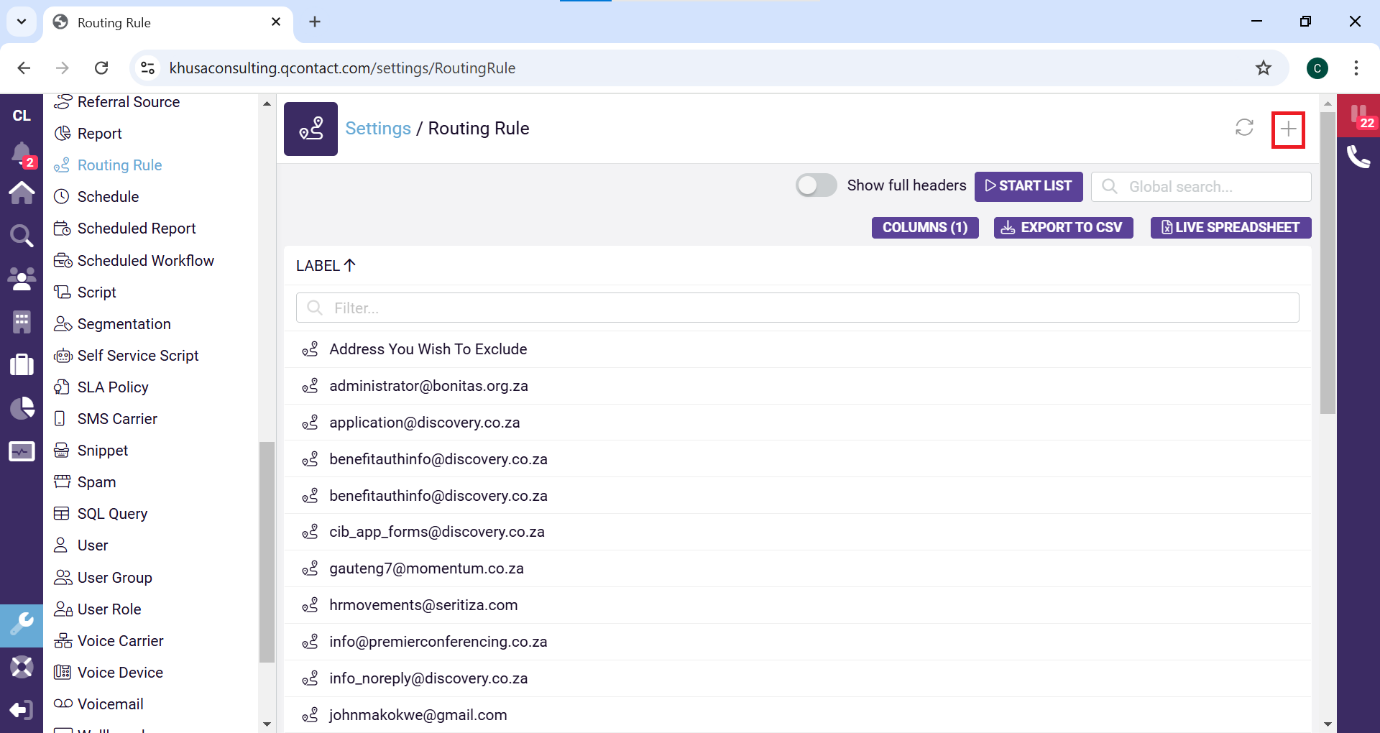 Routing Rule
khusaconsulting.qcontact.com/settings/RoutingRule
C
CL
2
22
Referral Source
Report
Routing Rule
Schedule
Scheduled Report
Scheduled Workflow
Script
Segmentation
Self Service Script
SLA Policy
SMS Carrier
Snippet
Spam
SQL Query
User
User Group
User Role
Voice Carrier
Voice Device
Voicemail
Settings / Routing Rule
Show full headers
START LIST
Global search...
COLUMNS (1)
EXPORT TO CSV
LIVE SPREADSHEET
LABEL
Filter...
Address You Wish To Exclude
administrator@bonitas.org.za
application@discovery.co.za
benefitauthinfo@discovery.co.za
benefitauthinfo@discovery.co.za
cib_app_forms@discovery.co.za
gauteng7@momentum.co.za
hrmovements@seritiza.com
info@premierconferencing.co.za
info_noreply@discovery.co.za
johnmakokwe@gmail.com